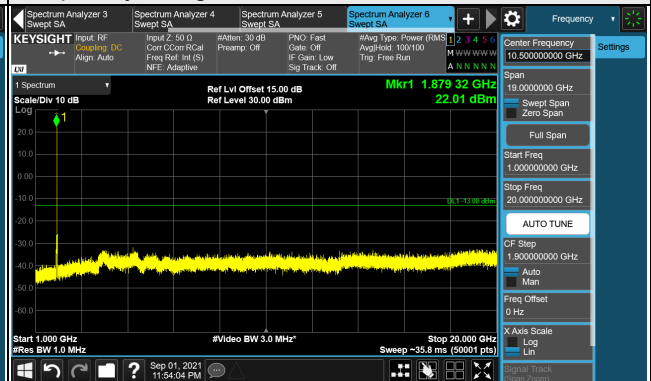 Spectrum Analyzer 3
Swept SA
Spectrum Analyzer 4
Swept SA
Spectrum Analyzer 5
Swept SA
Spectrum Analyzer 6
Swept SA
Frequency
KEYSIGHT
Input: RF
Coupling: DC
Align: Auto
Input Z: 50 Ω
Corr CCorr RCal
Freq Ref: Int (S)
NFE: Adaptive
#Atten: 30 dB
Preamp: Off
PNO: Fast
Gate: Off
IF Gain: Low
Sig Track: Off
#Avg Type: Power (RMS
Avg|Hold: 100/100
Trig: Free Run
1 2 3 4 5 6
M W W W W W
A N N N N N
LXI
1 Spectrum
Scale/Div 10 dB
Log
Ref Lvl Offset 15.00 dB
Ref Level 30.00 dBm
Mkr1 1.879 32 GHz
22.01 dBm
1
20.0
10.0
0.00
-10.0
-20.0
-30.0
-40.0
-50.0
-60.0
DL1 -13.00 dBm
Start 1.000 GHz
#Res BW 1.0 MHz
#Video BW 3.0 MHz*
Stop 20.000 GHz
Sweep ~35.8 ms (50001 pts)
Sep 01, 2021
11:54:04 PM
Center Frequency
10.500000000 GHz
Span
19.0000000 GHz
Swept Span
Zero Span
Full Span
Start Freq
1.000000000 GHz
Stop Freq
20.000000000 GHz
AUTO TUNE
CF Step
1.900000000 GHz
Auto
Man
Freq Offset
0 Hz
X Axis Scale
Log
Lin
Signal Track
(Span Zoom)
Settings